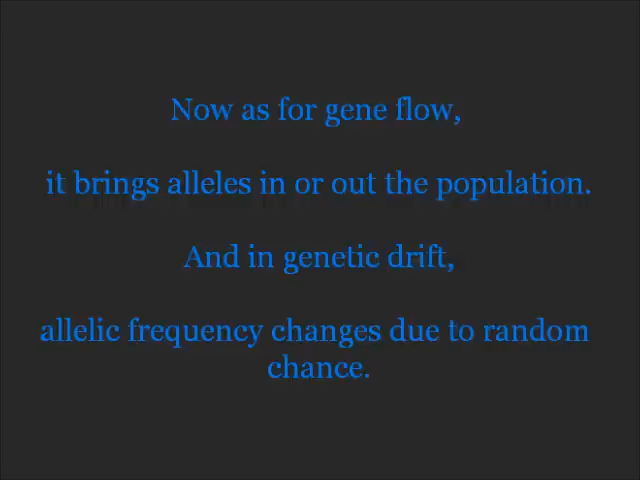 Now as for gene flow,
it brings alleles in or out the population.
And in genetic drift,
allelic frequency changes due to random
chance.